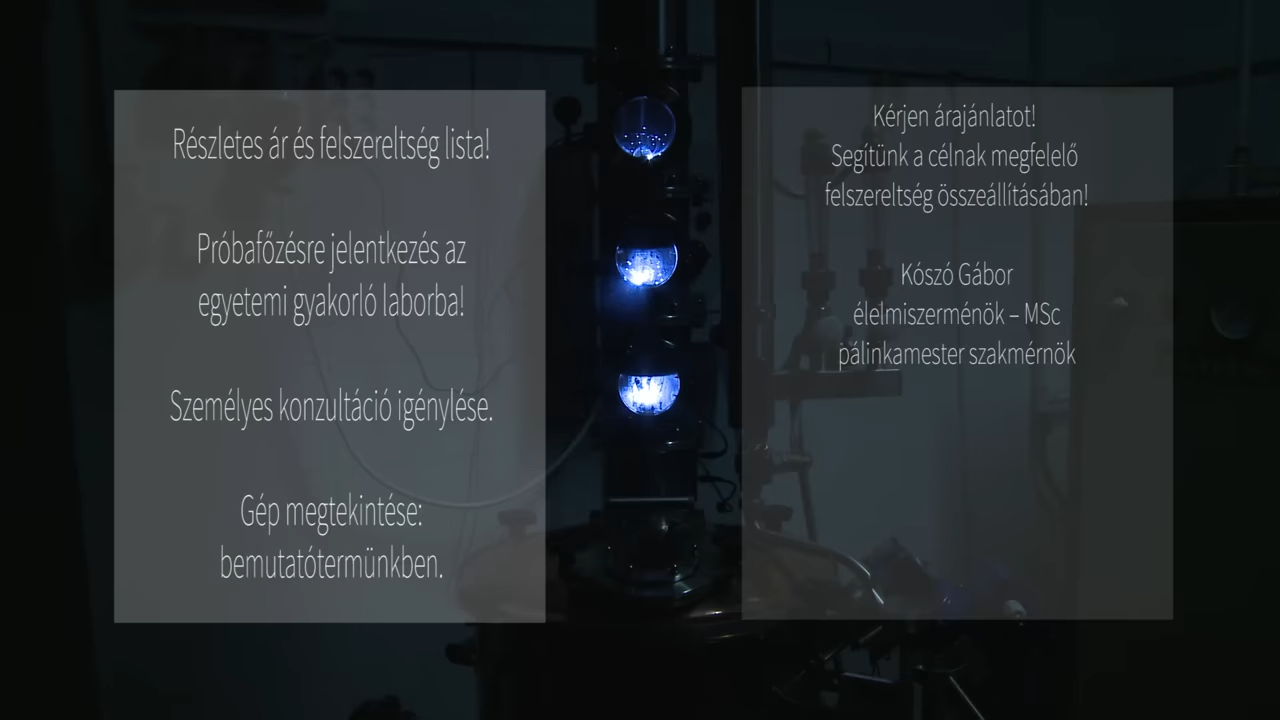 Részletes ár és felszereltség lista!
Próbafőzésre jelentkezés az
egyetemi gyakorló laborba!
Személyes konzultáció igénylése.
Gép megtekintése:
bemutatótermünkben.
Kérjen árajánlatot!
Segítünk a célnak megfelelő
felszereltség összeállításában!
Kószó Gábor
élelmiszerménök – MSc
pálinkamester szakmérnök